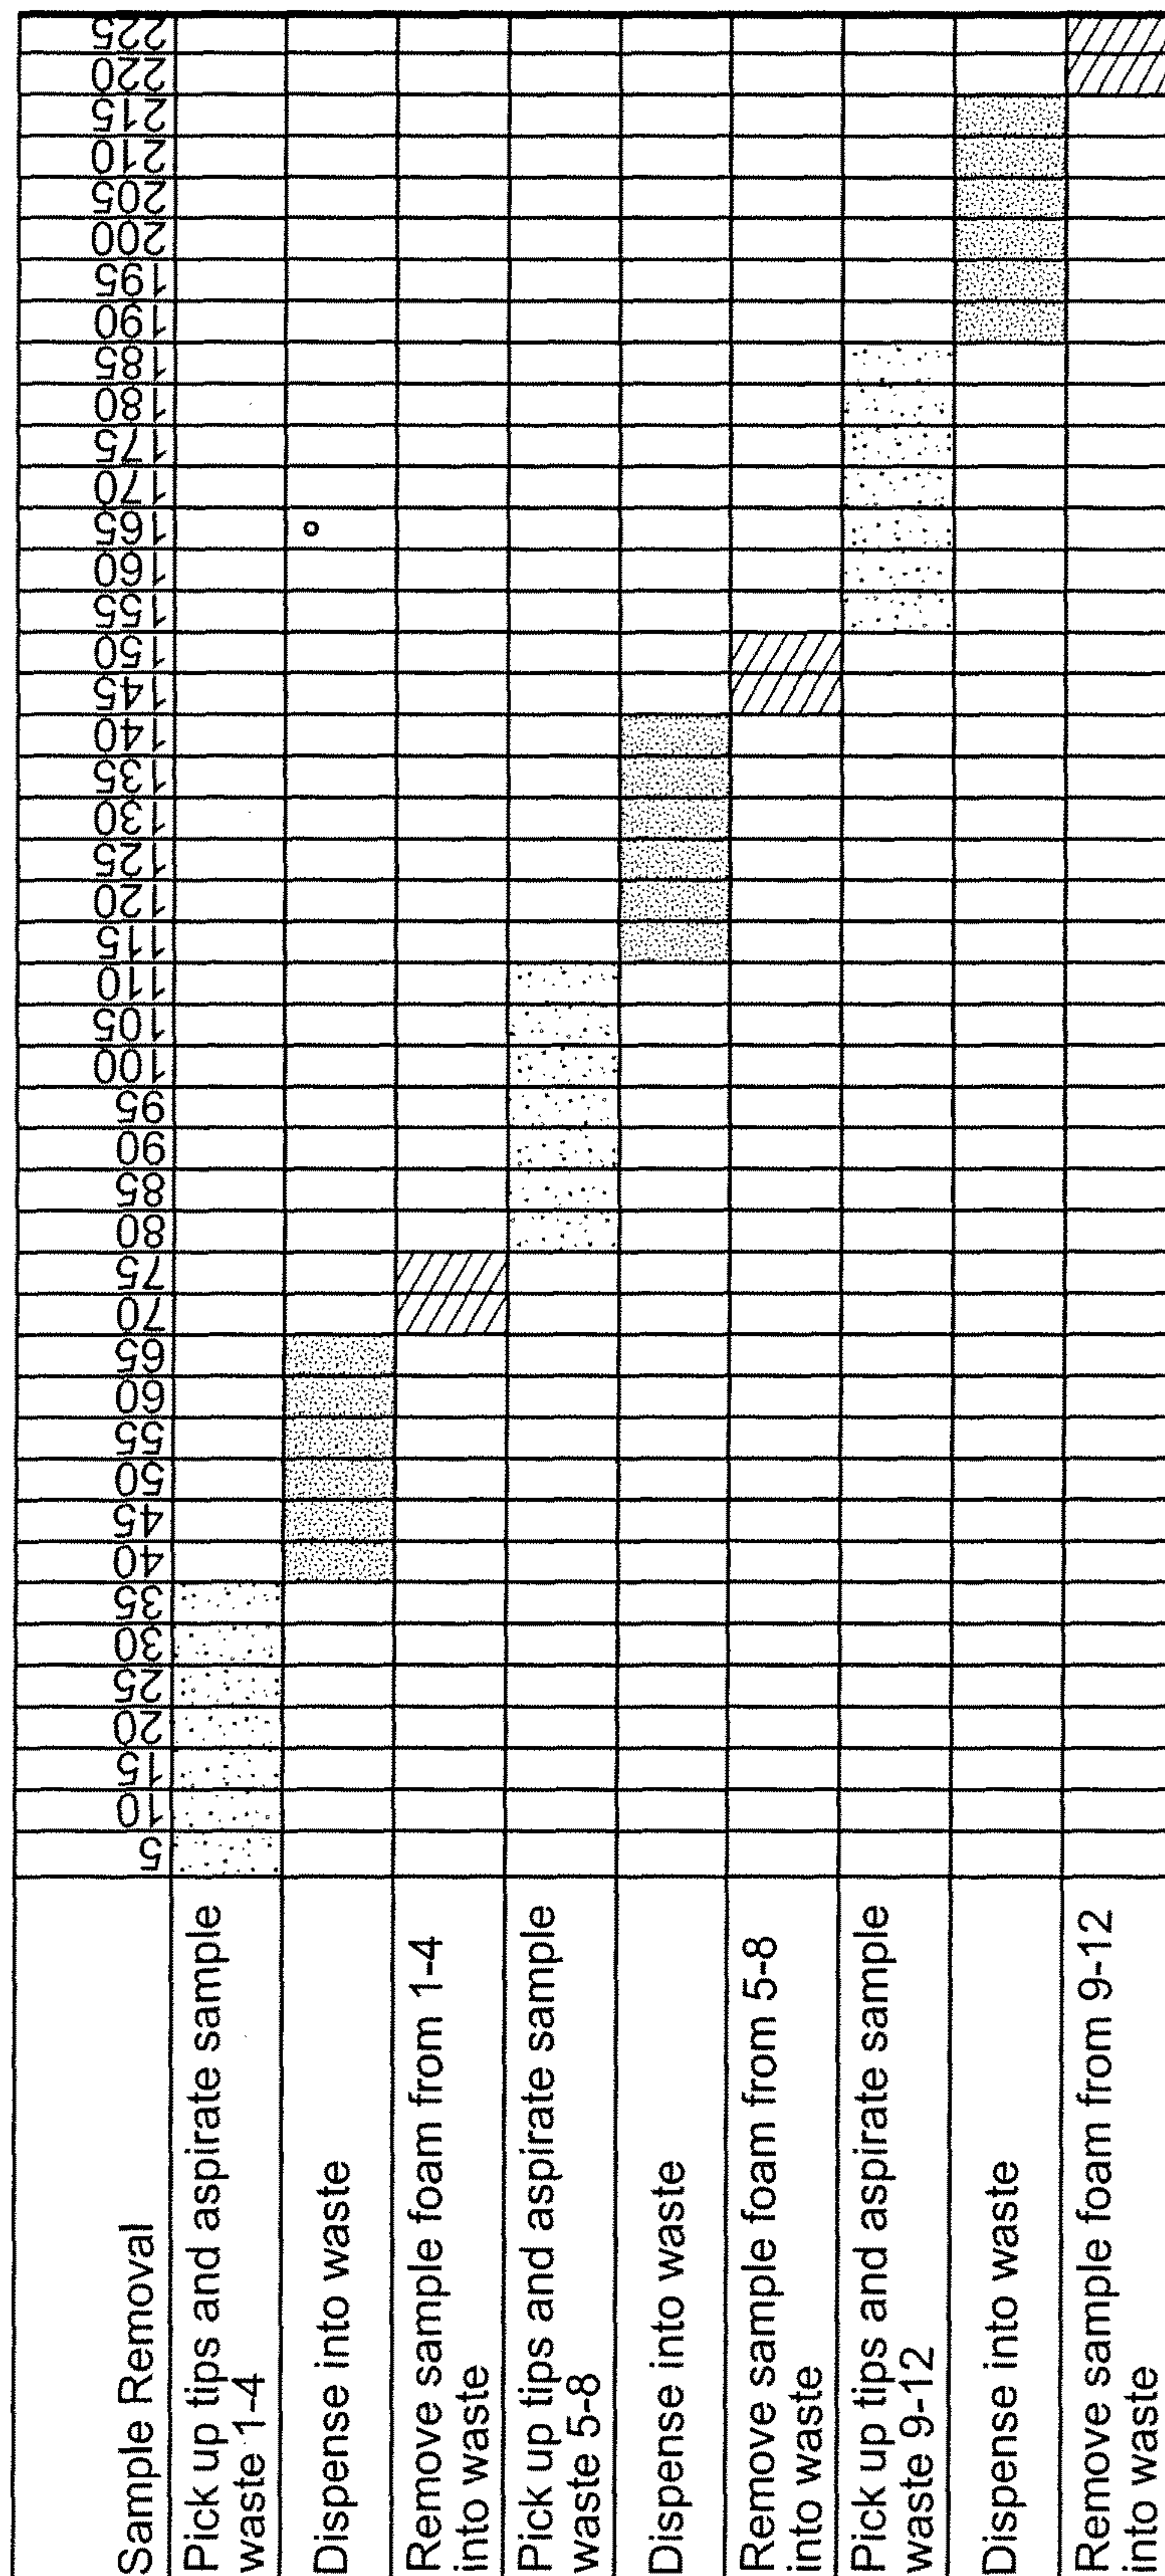 Sample Removal
5 10 15 20 25 30 35 40 45 50 55 60 65 70 75 80 85 90 95 100 105 110 115 120 125 130 135 140 145 150 155 160 165 170 175 180 185 190 195 200 205 210 215 220 225
Pick up tips and aspirate sample
waste 1-4
Dispense into waste
Remove sample foam from 1-4
into waste
Pick up tips and aspirate sample
waste 5-8
Dispense into waste
Remove sample foam from 5-8
into waste
Pick up tips and aspirate sample
waste 9-12
Dispense into waste
Remove sample foam from 9-12
into waste